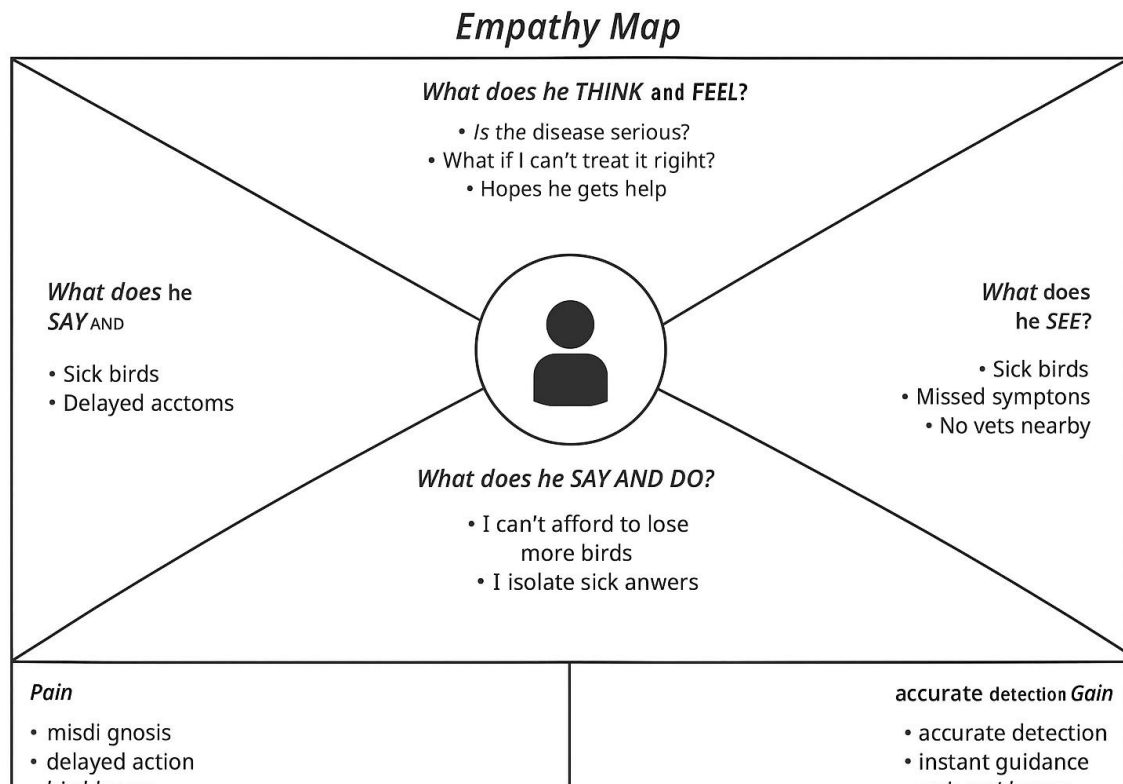 Empathy Map
What does he THINK and FEEL?
• Is the disease serious?
• What if I can't treat it rigiht?
• Hopes he gets help
What does he
SAY AND
• Sick birds
• Delayed acctoms
What does
he SEE?
• Sick birds
• Missed symptons
• No vets nearby
What does he SAY AND DO?
• I can't afford to lose
more birds
• I isolate sick anwers
Pain
• misdi gnosis
• delayed action
accurate detection Gain
• accurate detection
• instant guidance